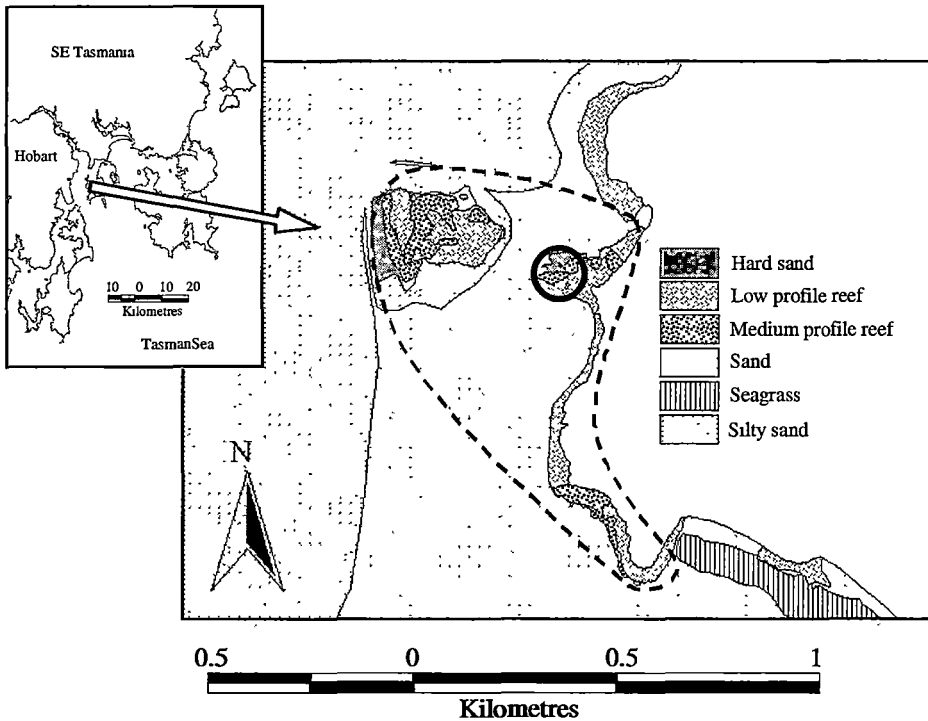 SE Tasmania
Hobart
10 0 10 20
Kilometres
TasmanSea
Hard sand
Low profile reef
Medium profile reef
Sand
Seagrass
Silty sand
N
0.5 0 0.5 1
Kilometres